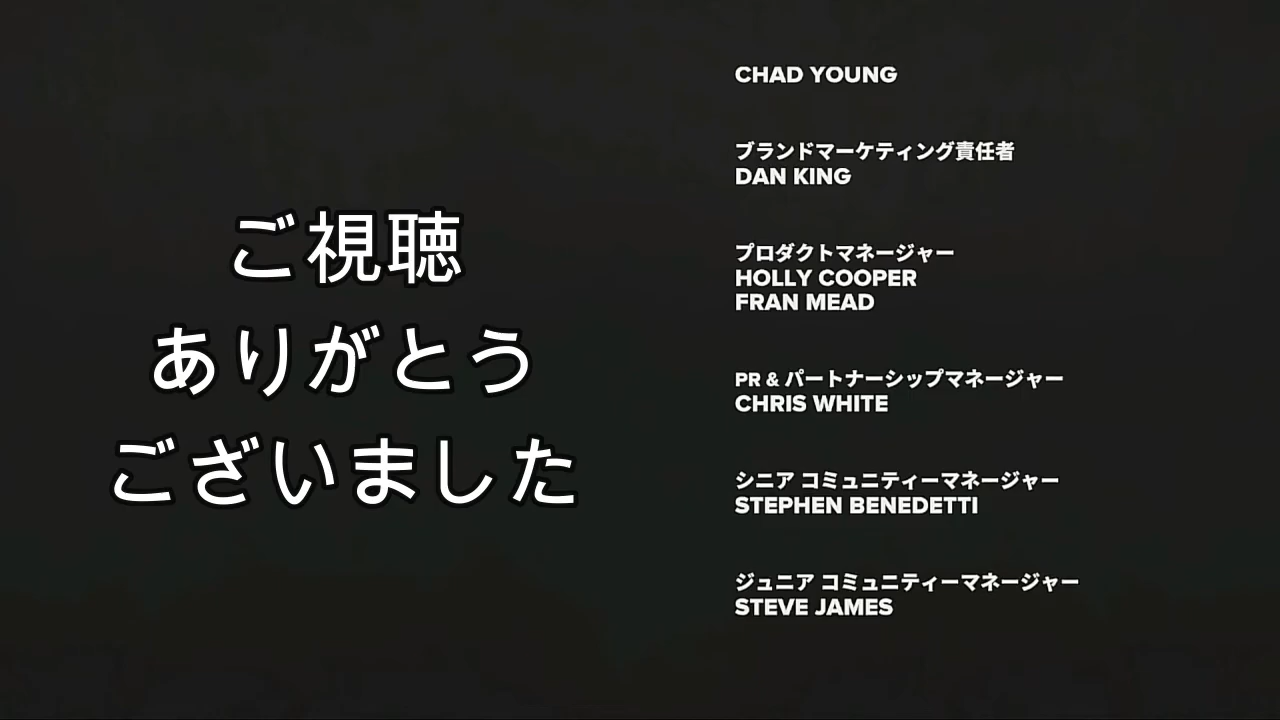 ご視聴
ありがとう
ございました
CHAD YOUNG
ブランドマーケティング責任者
DAN KING
プロダクトマネージャー
HOLLY COOPER
FRAN MEAD
PR & パートナーシップマネージャー
CHRIS WHITE
シニア コミュニティーマネージャー
STEPHEN BENEDETTI
ジュニア コミュニティーマネージャー
STEVE JAMES